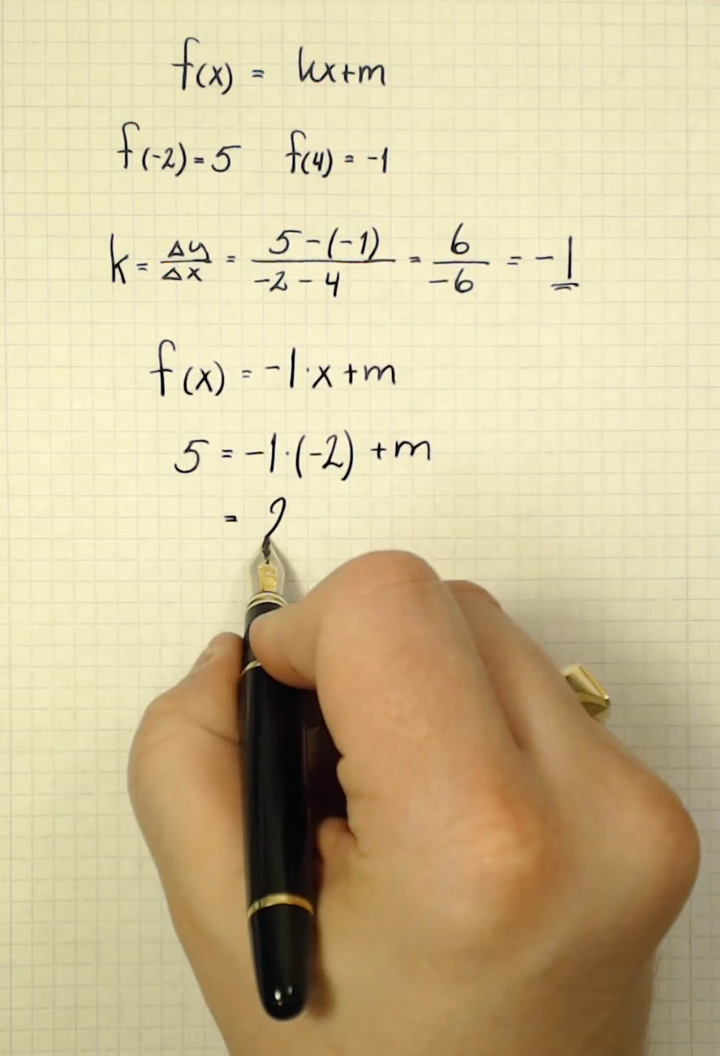 f(x) = kx+m
f(-2) = 5 f(4) = -1
k = Δy/Δx = 5-(-1)/-2-4 = 6/-6 = -1
f(x) = -1·x+m
5 = -1·(-2)+m
= 2